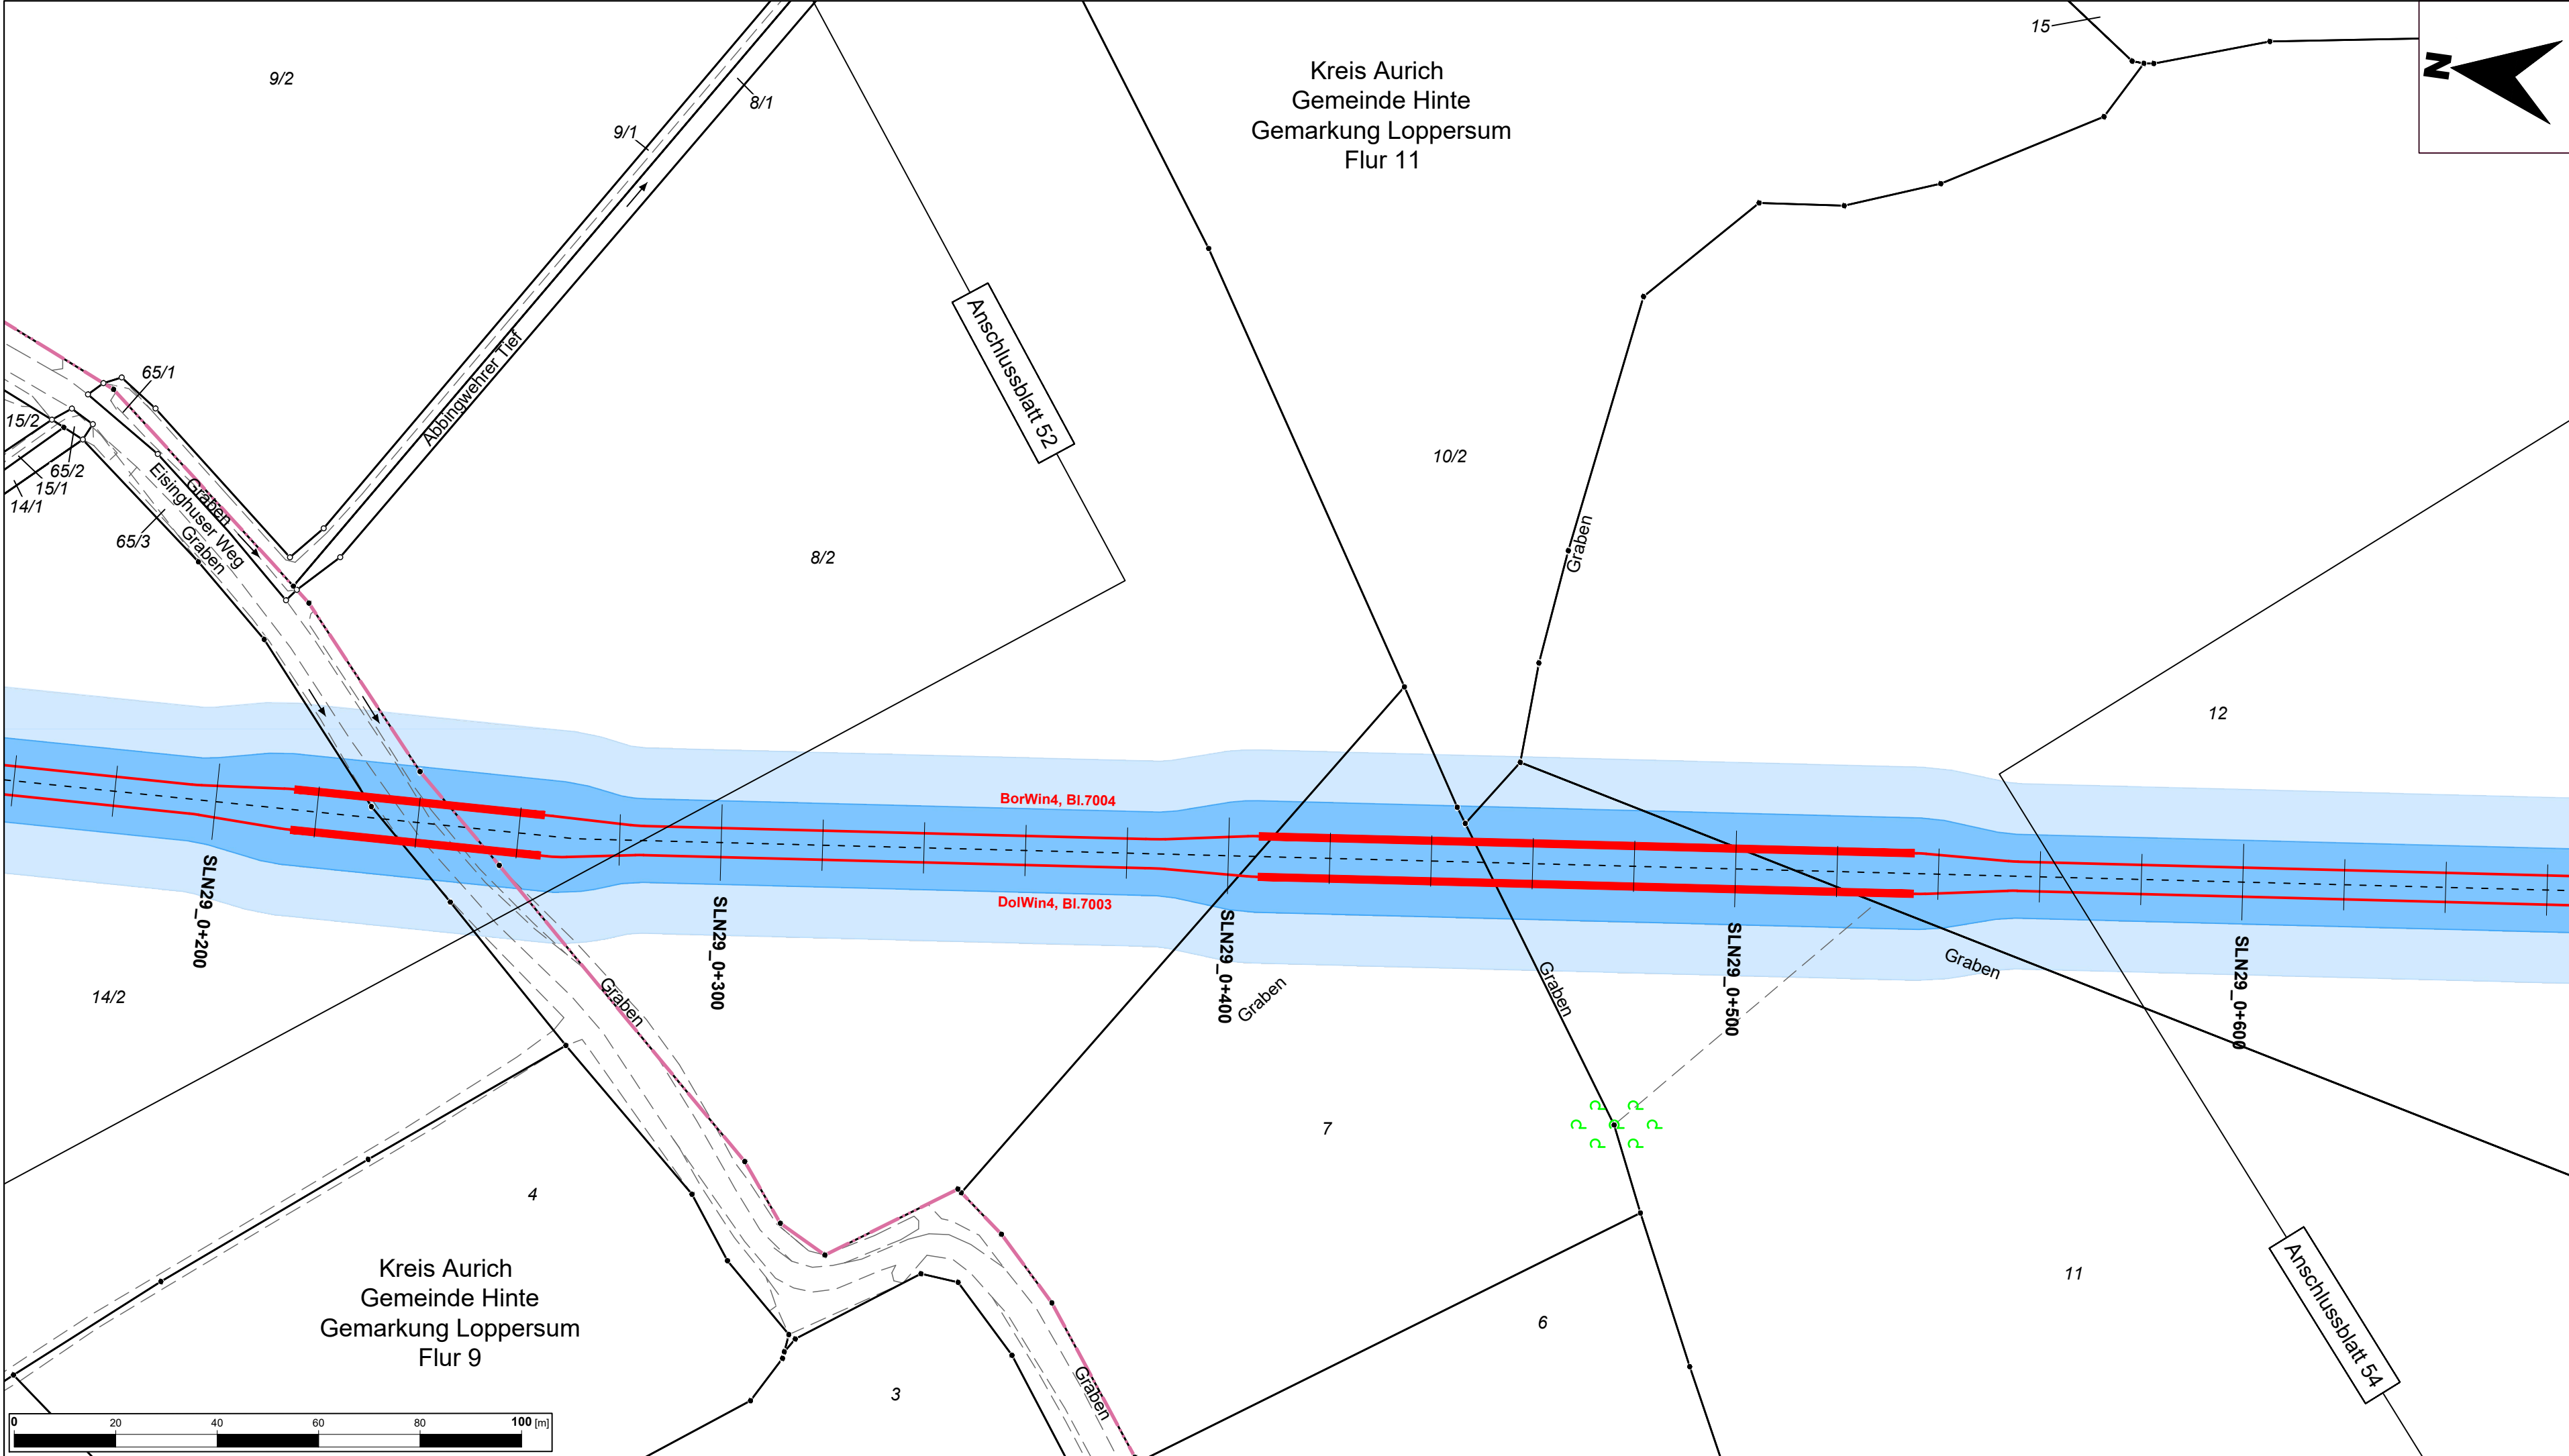 15
N
9/2
Kreis Aurich
Gemeinde Hinte
Gemarkung Loppersum
Flur 11
8/1
9/1
Abbingwehrer Tief
Anschlussblatt 52
65/1
15/2
65/2
15/1
14/1
65/3
Graben
Eisinghuser Weg
Graben
8/2
10/2
Graben
12
BorWin4, Bl.7004
DolWin4, Bl.7003
SLN29_0+200
SLN29_0+300
SLN29_0+400
SLN29_0+500
SLN29_0+600
14/2
Graben
Graben
Graben
Graben
7
4
11
Kreis Aurich
Gemeinde Hinte
Gemarkung Loppersum
Flur 9
6
3
Graben
Anschlussblatt 54
0 20 40 60 80 100 [m]